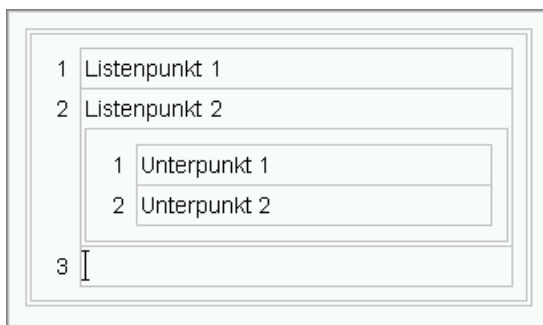 1 Listenpunkt 1
2 Listenpunkt 2
1 Unterpunkt 1
2 Unterpunkt 2
3